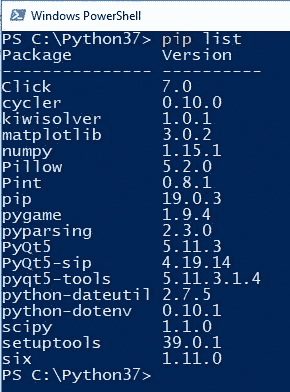 Windows PowerShell
PS C:\Python37> pip list
Package Version
--------------- ----------
Click 7.0
cycler 0.10.0
kiwisolver 1.0.1
matplotlib 3.0.2
numpy 1.15.1
Pillow 5.2.0
Pint 0.8.1
pip 19.0.3
pygame 1.9.4
pyparsing 2.3.0
PyQt5 5.11.3
PyQt5-sip 4.19.14
pyqt5-tools 5.11.3.1.4
python-dateutil 2.7.5
python-dotenv 0.10.1
scipy 1.1.0
setuptools 39.0.1
six 1.11.0
PS C:\Python37>